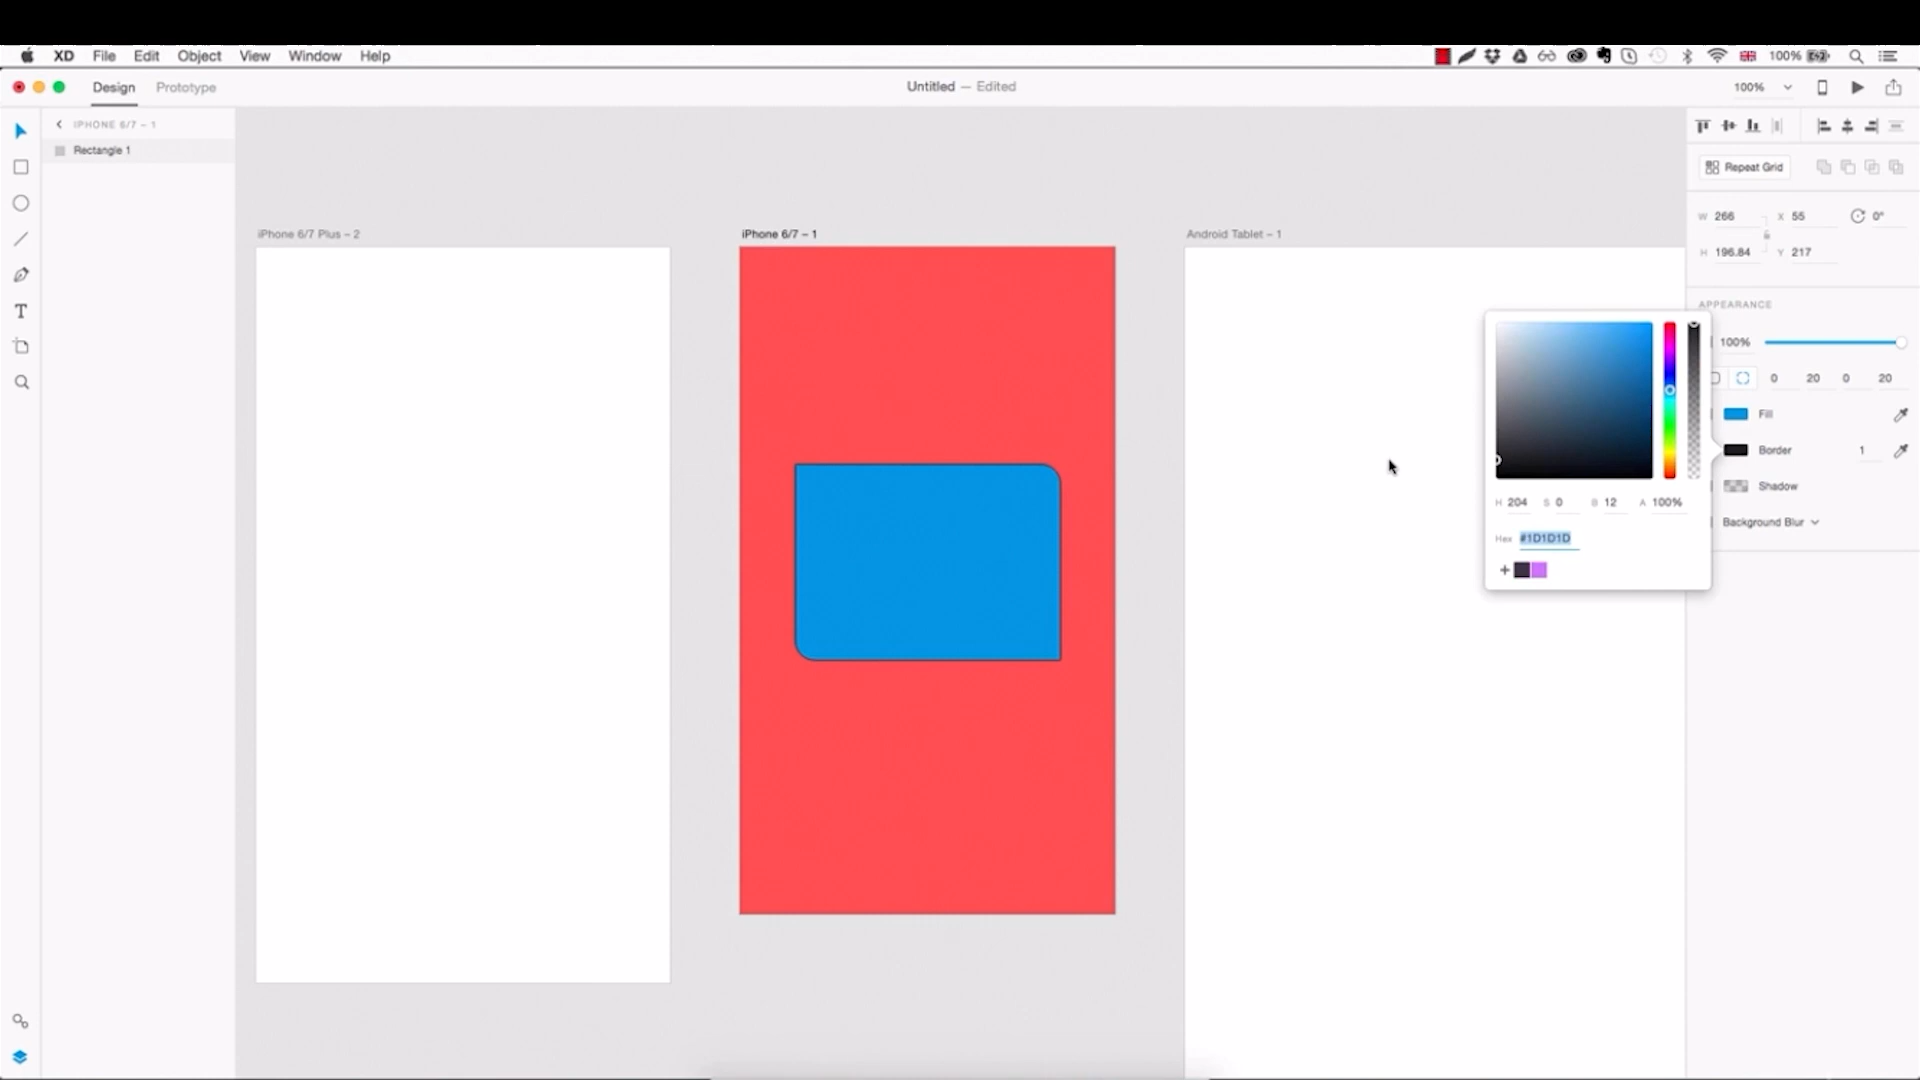 XD File Edit Object View Window Help 100%
Design Prototype Untitled — Edited 100%
IPHONE 6/7 – 1
Rectangle 1
Repeat Grid
W 266 X 55 0°
H 196.84 Y 217
iPhone 6/7 Plus – 2 iPhone 6/7 – 1 Android Tablet – 1
APPEARANCE
100%
0 20 0 20
Fill
Border 1
Shadow
H 204 S 0 B 12 A 100%
Background Blur
Hex #1D1D1D